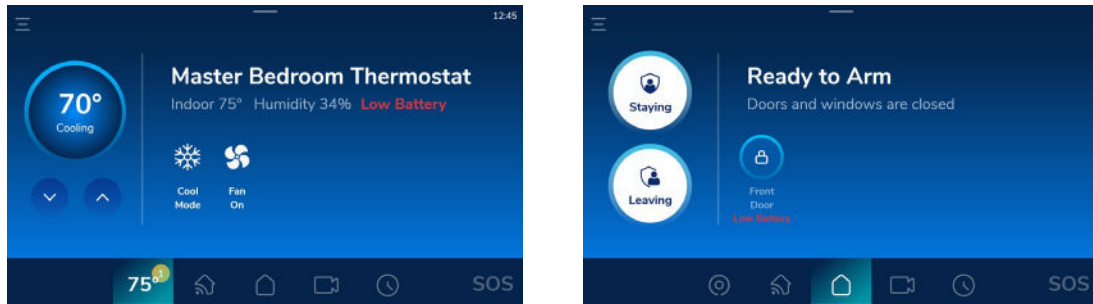 12:45
70°
Cooling
Master Bedroom Thermostat
Indoor 75° Humidity 34% Low Battery
Cool
Mode
Fan
On
75°
1
SOS
Staying
Leaving
Ready to Arm
Doors and windows are closed
Front
Door
Low Battery
SOS